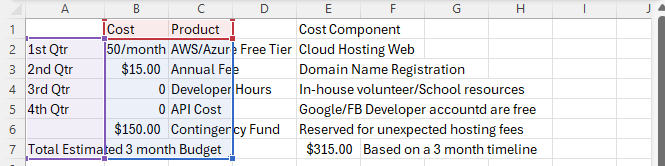 A B C D E F G H I J
1 Cost Product Cost Component
2 1st Qtr 50/month AWS/Azure Free Tier Cloud Hosting Web
3 2nd Qtr $15.00 Annual Fee Domain Name Registration
4 3rd Qtr 0 Developer Hours In-house volunteer/School resources
5 4th Qtr 0 API Cost Google/FB Developer accountd are free
6 $150.00 Contingency Fund Reserved for unexpected hosting fees
7 Total Estimated 3 month Budget $315.00 Based on a 3 month timeline